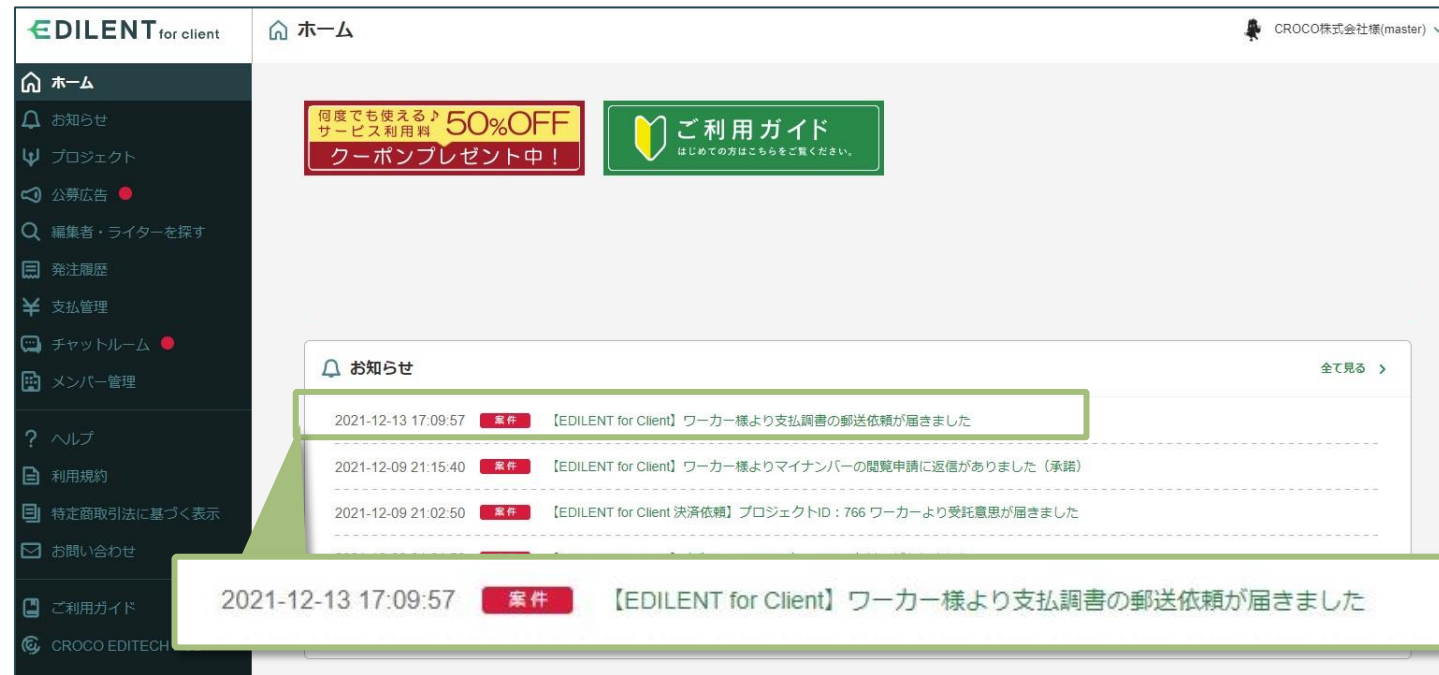 EDILENT for client
ホーム
CROCO株式会社様(master)
ホーム
お知らせ
プロジェクト
公募広告
編集者・ライターを探す
発注履歴
支払管理
チャットルーム
メンバー管理
ヘルプ
利用規約
特定商取引法に基づく表示
お問い合わせ
ご利用ガイド
CROCO EDITECH
何度でも使える♪
サービス利用料 50%OFF
クーポンプレゼント中！
ご利用ガイド
はじめての方はこちらをご覧ください。
お知らせ
全て見る
2021-12-13 17:09:57 案件 【EDILENT for Client】ワーカー様より支払調書の郵送依頼が届きました
2021-12-09 21:15:40 案件 【EDILENT for Client】ワーカー様よりマイナンバーの閲覧申請に返信がありました（承諾）
2021-12-09 21:02:50 案件 【EDILENT for Client 決済依頼】プロジェクトID：766 ワーカーより受託意思が届きました
2021-12-13 17:09:57 案件 【EDILENT for Client】ワーカー様より支払調書の郵送依頼が届きました